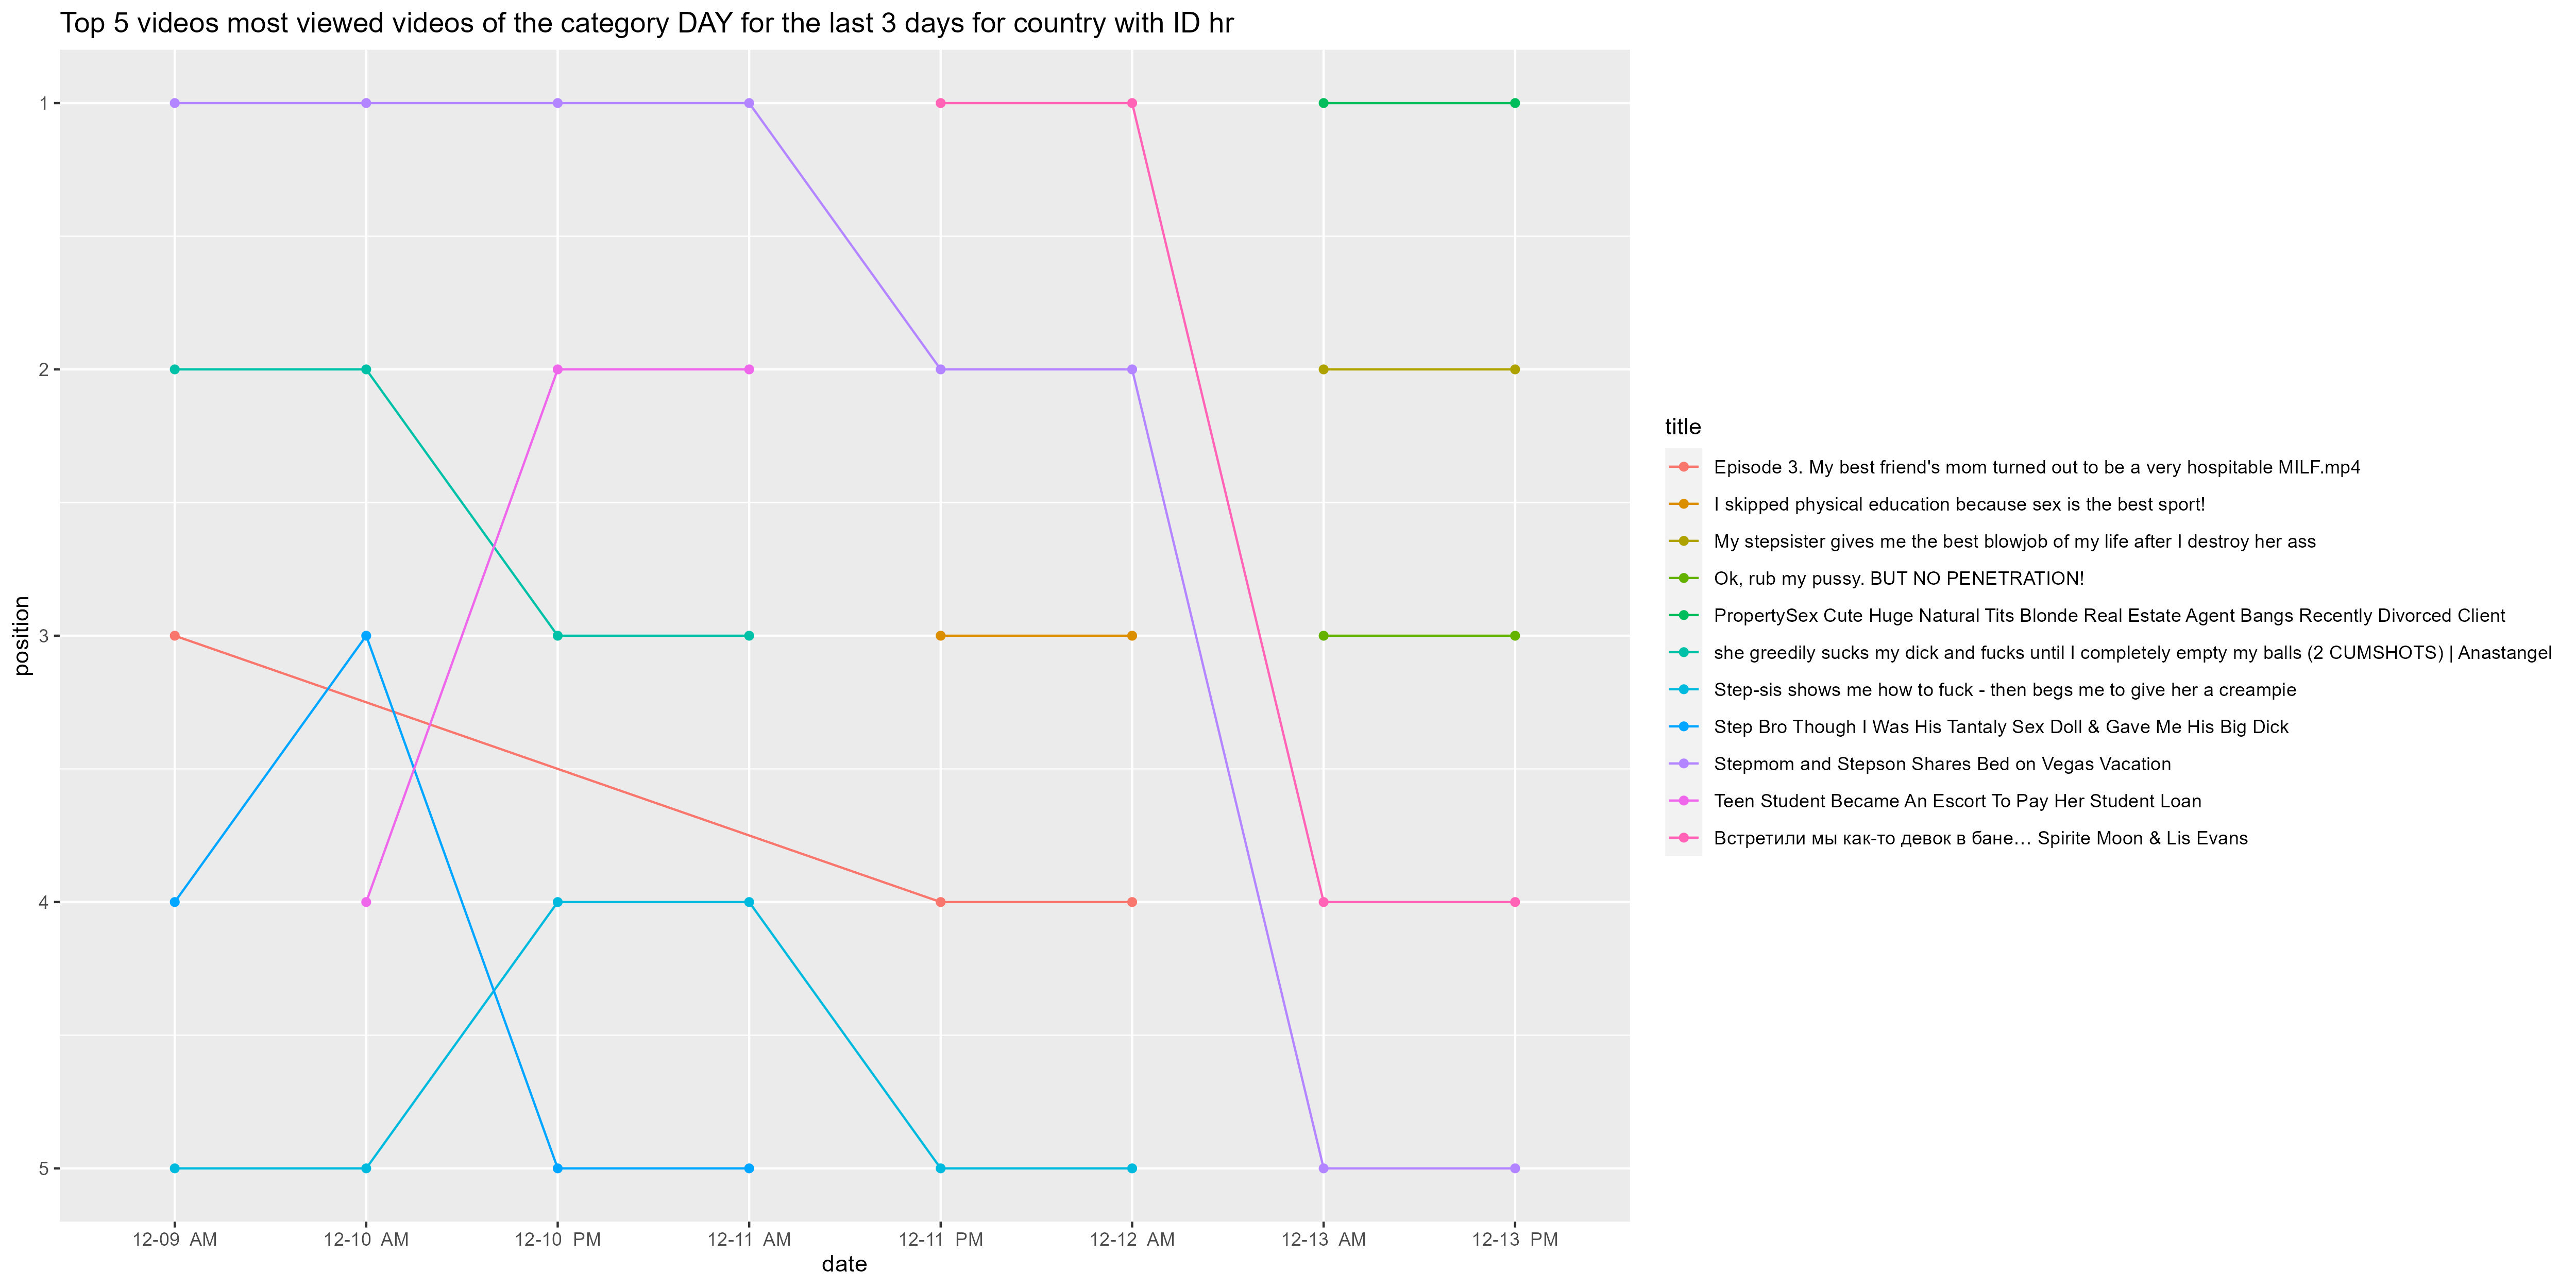 Top 5 videos most viewed videos of the category DAY for the last 3 days for country with ID hr
position
1
2
3
4
5
12-09 AM
12-10 AM
12-10 PM
12-11 AM
12-11 PM
12-12 AM
12-13 AM
12-13 PM
date
title
Episode 3. My best friend's mom turned out to be a very hospitable MILF.mp4
I skipped physical education because sex is the best sport!
My stepsister gives me the best blowjob of my life after I destroy her ass
Ok, rub my pussy. BUT NO PENETRATION!
PropertySex Cute Huge Natural Tits Blonde Real Estate Agent Bangs Recently Divorced Client
she greedily sucks my dick and fucks until I completely empty my balls (2 CUMSHOTS) | Anastangel
Step-sis shows me how to fuck - then begs me to give her a creampie
Step Bro Though I Was His Tantaly Sex Doll & Gave Me His Big Dick
Stepmom and Stepson Shares Bed on Vegas Vacation
Teen Student Became An Escort To Pay Her Student Loan
Встретили мы как-то девок в бане… Spirite Moon & Lis Evans